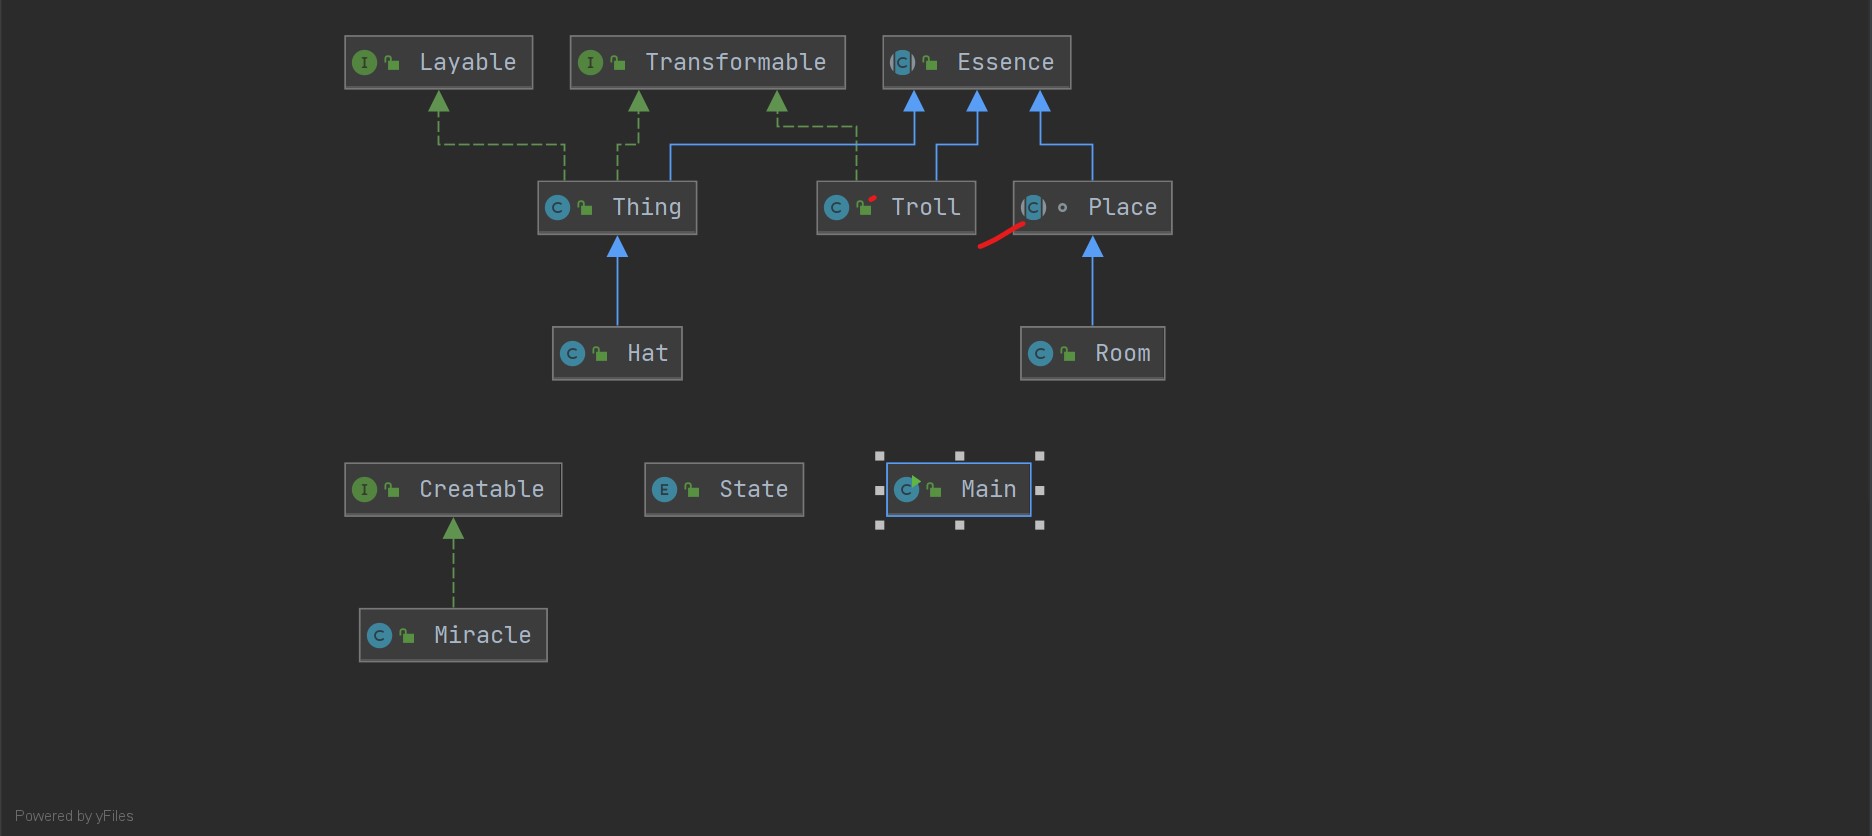 I Layable
I Transformable
C Essence
C Thing
C Troll
C Place
C Hat
C Room
I Creatable
E State
C Main
C Miracle
Powered by yFiles